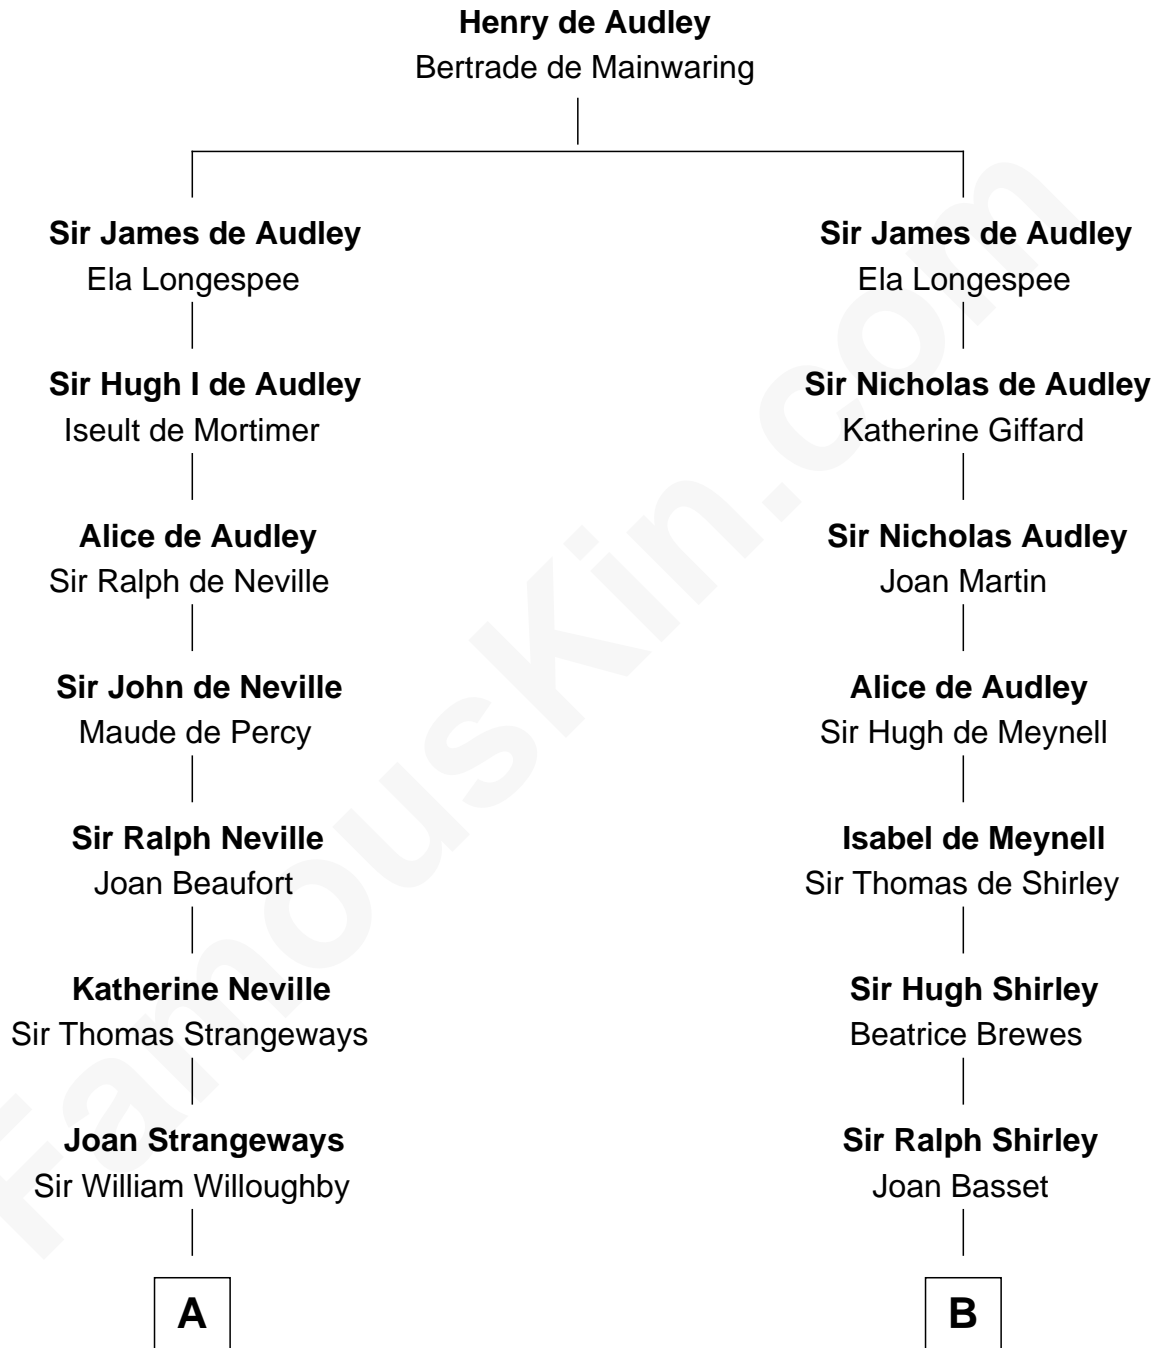 Henry de Audley
Bertrade de Mainwaring
Sir James de Audley
Ela Longespee
Sir Hugh I de Audley
Iseult de Mortimer
Alice de Audley
Sir Ralph de Neville
Sir John de Neville
Maude de Percy
Sir Ralph Neville
Joan Beaufort
Katherine Neville
Sir Thomas Strangeways
Joan Strangeways
Sir William Willoughby
A
Sir James de Audley
Ela Longespee
Sir Nicholas de Audley
Katherine Giffard
Sir Nicholas Audley
Joan Martin
Alice de Audley
Sir Hugh de Meynell
Isabel de Meynell
Sir Thomas de Shirley
Sir Hugh Shirley
Beatrice Brewes
Sir Ralph Shirley
Joan Basset
B
FamousKin.com